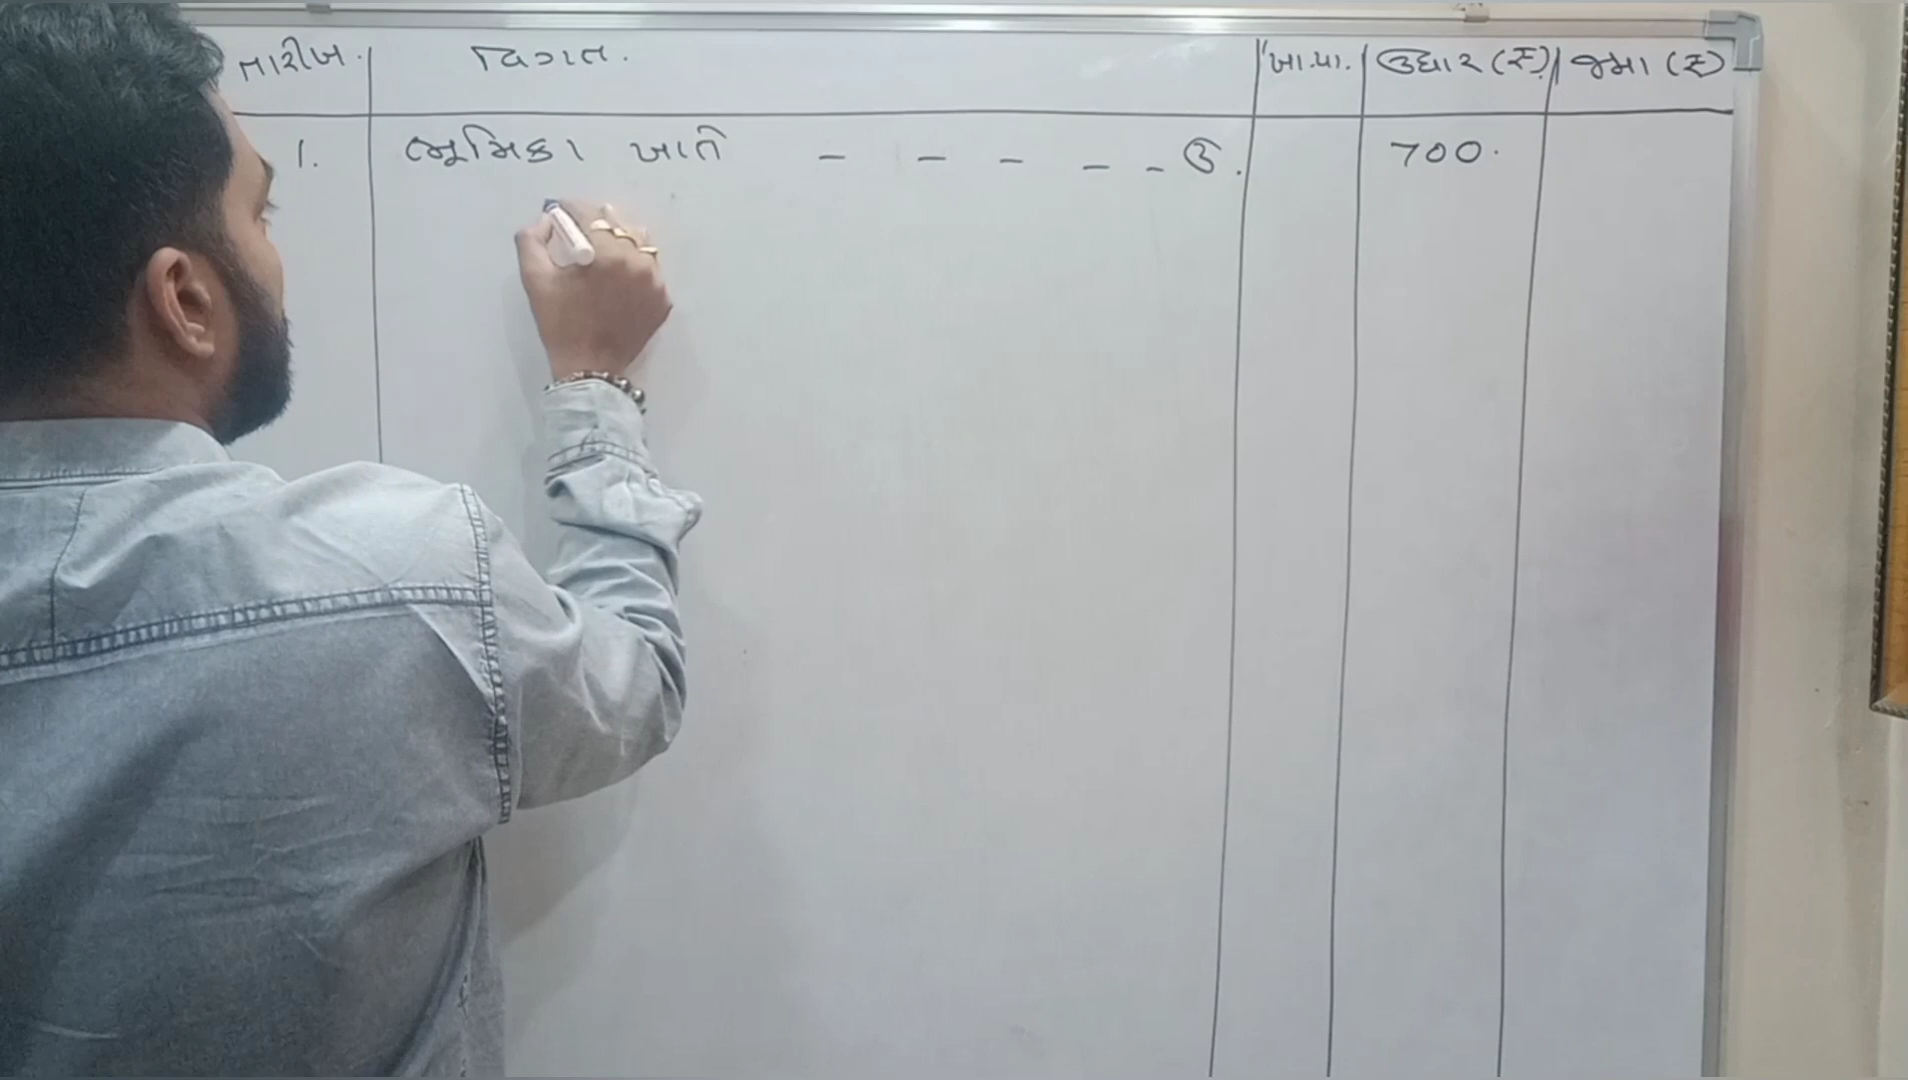 તારીખ. વિગત. ખા.પા. ઉધાર (₹) જમા (₹)
1. ભૂમિકા ખાતે - - - - - ઉ. 700.